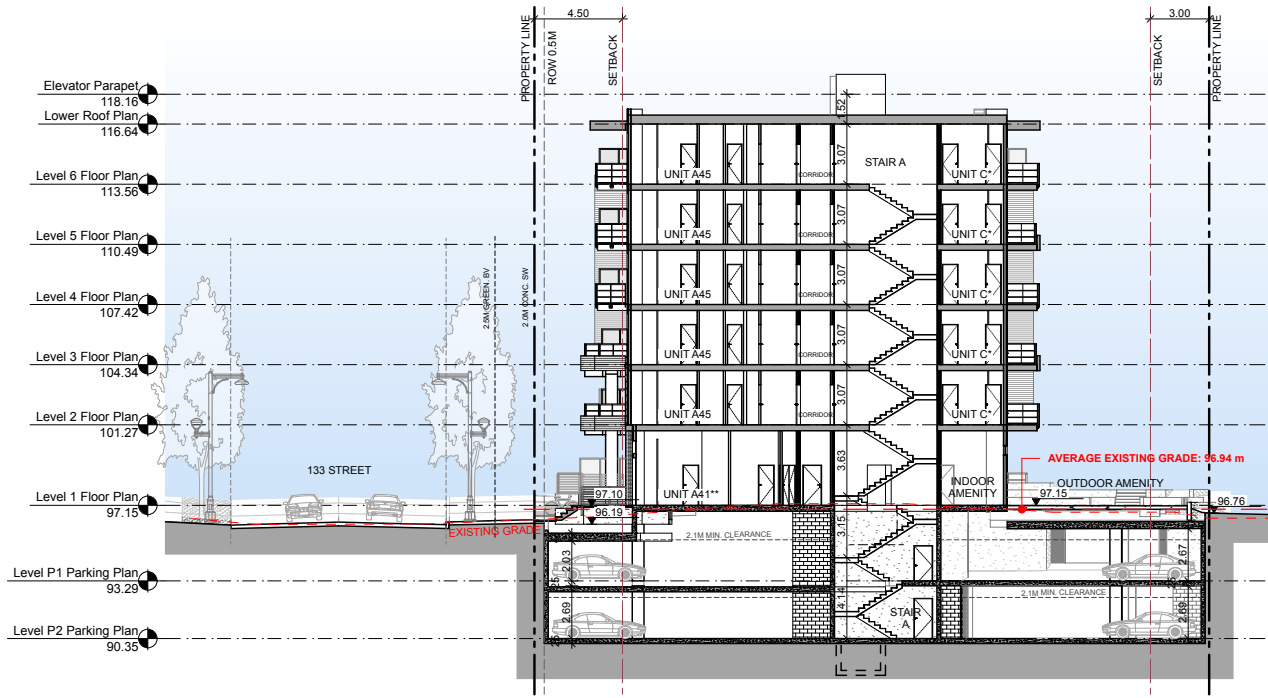 4.50
3.00
PROPERTY LINE
ROW 0.5M
SETBACK
SETBACK
PROPERTY LINE
Elevator Parapet
118.16
1.52
Lower Roof Plan
116.64
3.07
STAIR A
Level 6 Floor Plan
113.56
UNIT A45
CORRIDOR
UNIT C*
3.07
Level 5 Floor Plan
110.49
UNIT A45
CORRIDOR
UNIT C*
3.07
2.5M GREEN. BV
2.0M CONC. SW
Level 4 Floor Plan
107.42
UNIT A45
CORRIDOR
UNIT C*
3.07
Level 3 Floor Plan
104.34
UNIT A45
CORRIDOR
UNIT C*
3.07
Level 2 Floor Plan
101.27
UNIT A45
CORRIDOR
UNIT C*
3.63
133 STREET
AVERAGE EXISTING GRADE: 96.94 m
INDOOR
AMENITY
OUTDOOR AMENITY
Level 1 Floor Plan
97.15
97.10
UNIT A41**
97.15
96.76
96.19
EXISTING GRADE
3.15
2.1M MIN. CLEARANCE
2.03
2.67
Level P1 Parking Plan
93.29
2.1M MIN. CLEARANCE
4.14
2.69
2.69
STAIR
A
Level P2 Parking Plan
90.35